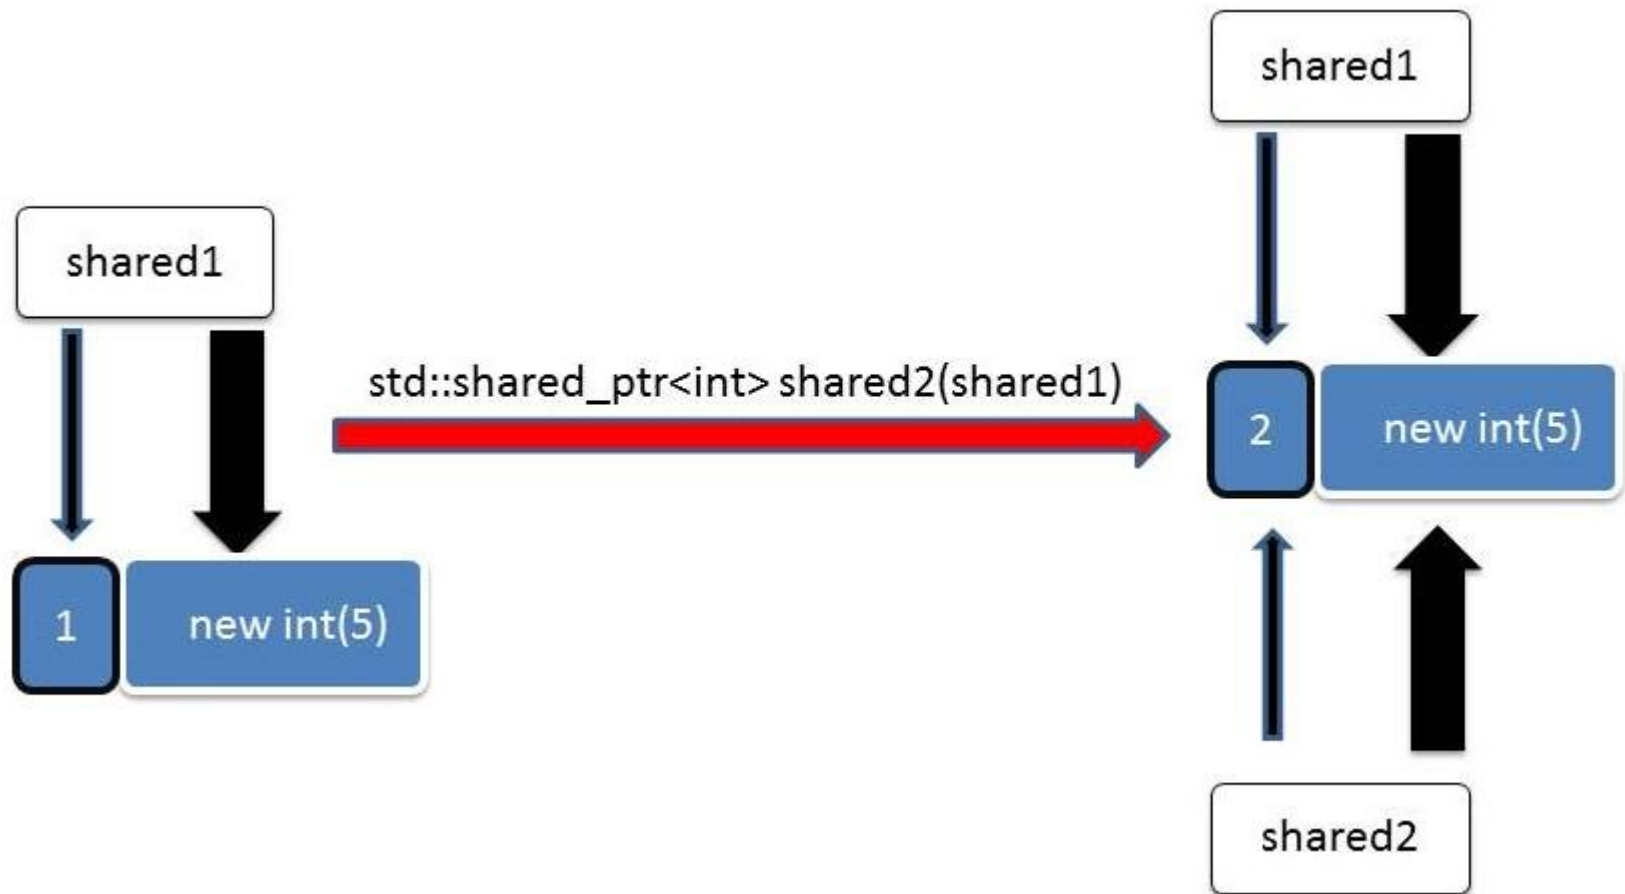 shared1
1
new int(5)
std::shared_ptr<int> shared2(shared1)
shared1
2
new int(5)
shared2